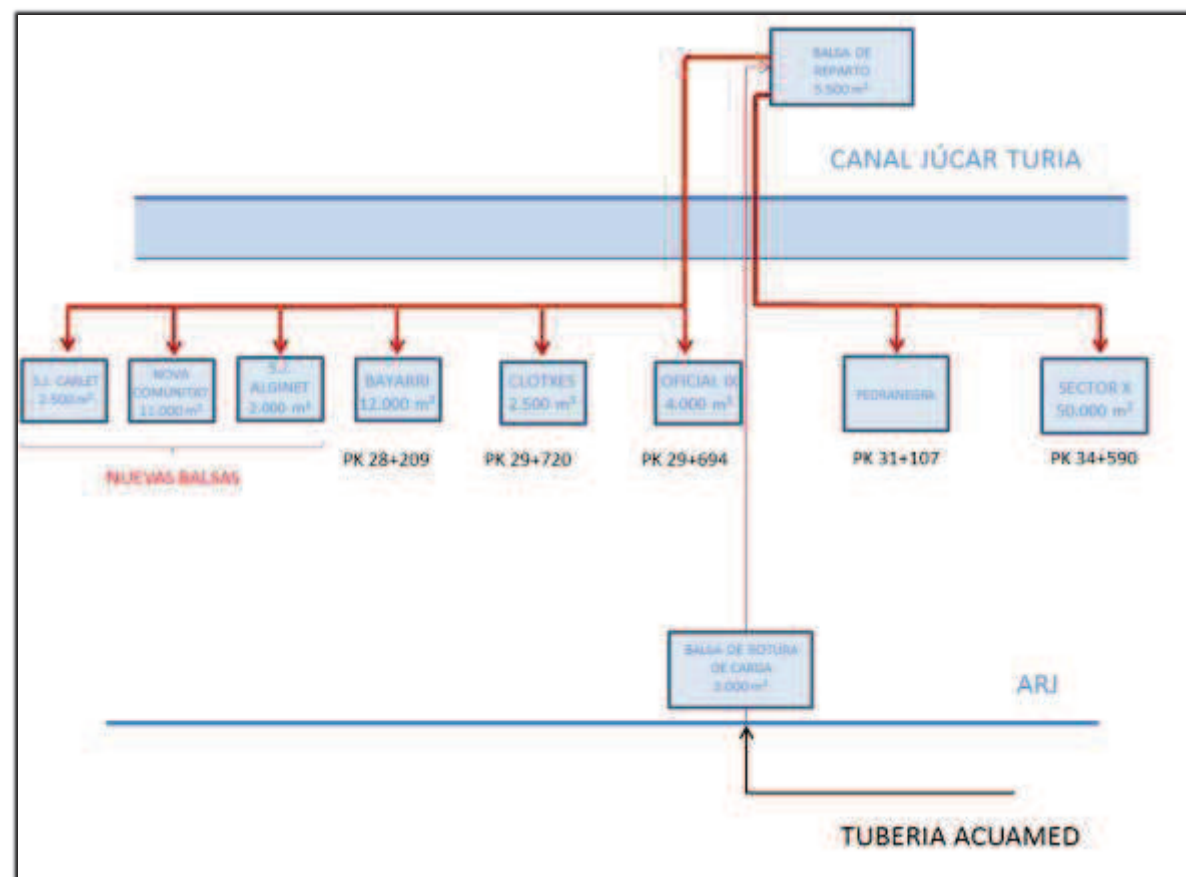 BALSA DE
REPARTO
5.500 m³
CANAL JÚCAR TURIA
S.J. CARLET
2.500 m³
NOVA
COMUNITAT
11.000 m³
S.J.
ALGINET
2.000 m³
BAYARRI
12.000 m³
CLOTXES
2.500 m³
OFICIAL IX
4.000 m³
PEDRANEGRA
SECTOR X
50.000 m³
PK 28+209
PK 29+720
PK 29+694
PK 31+107
PK 34+590
NUEVAS BALSAS
BALSA DE ROTURA
DE CARGA
3.000 m³
ARJ
TUBERIA ACUAMED